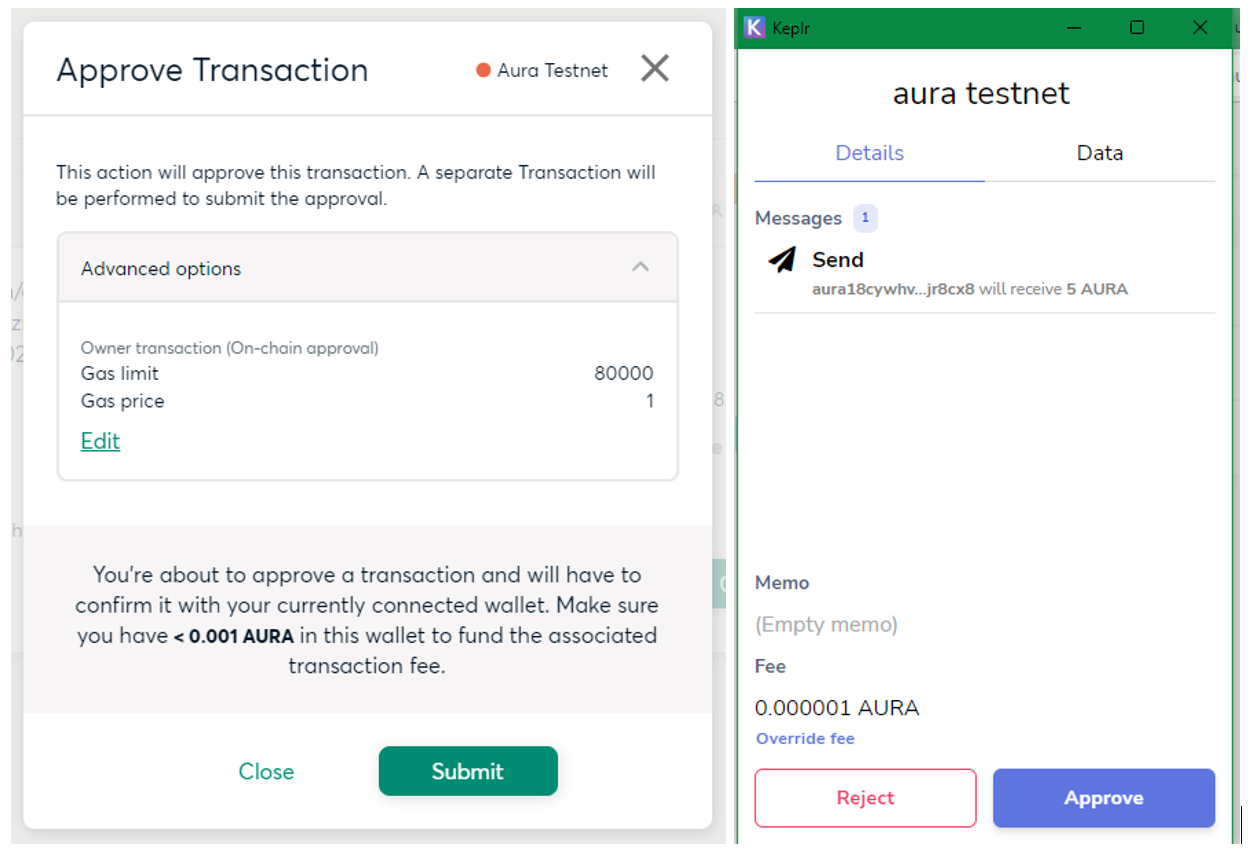 Approve Transaction
Aura Testnet
This action will approve this transaction. A separate Transaction will
be performed to submit the approval.
Advanced options
Owner transaction (On-chain approval)
Gas limit 80000
Gas price 1
Edit
You're about to approve a transaction and will have to
confirm it with your currently connected wallet. Make sure
you have < 0.001 AURA in this wallet to fund the associated
transaction fee.
Close
Submit
K Keplr
aura testnet
Details
Data
Messages 1
Send
aura18cywhv...jr8cx8 will receive 5 AURA
Memo
(Empty memo)
Fee
0.000001 AURA
Override fee
Reject
Approve